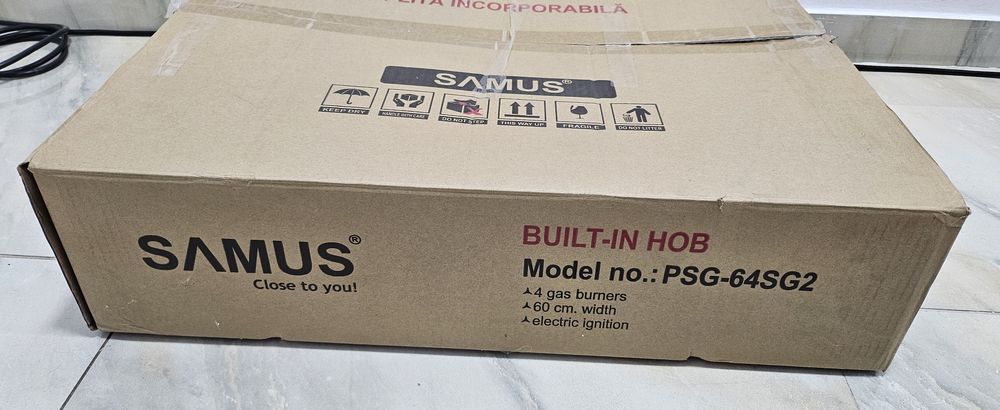 INCORPORABILĂ
SAMUS®
KEEP DRY
HANDLE WITH CARE
DO NOT STEP
THIS WAY UP
FRAGILE
DO NOT LITTER
SAMUS®
Close to you!
BUILT-IN HOB
Model no.: PSG-64SG2
4 gas burners
60 cm. width
electric ignition